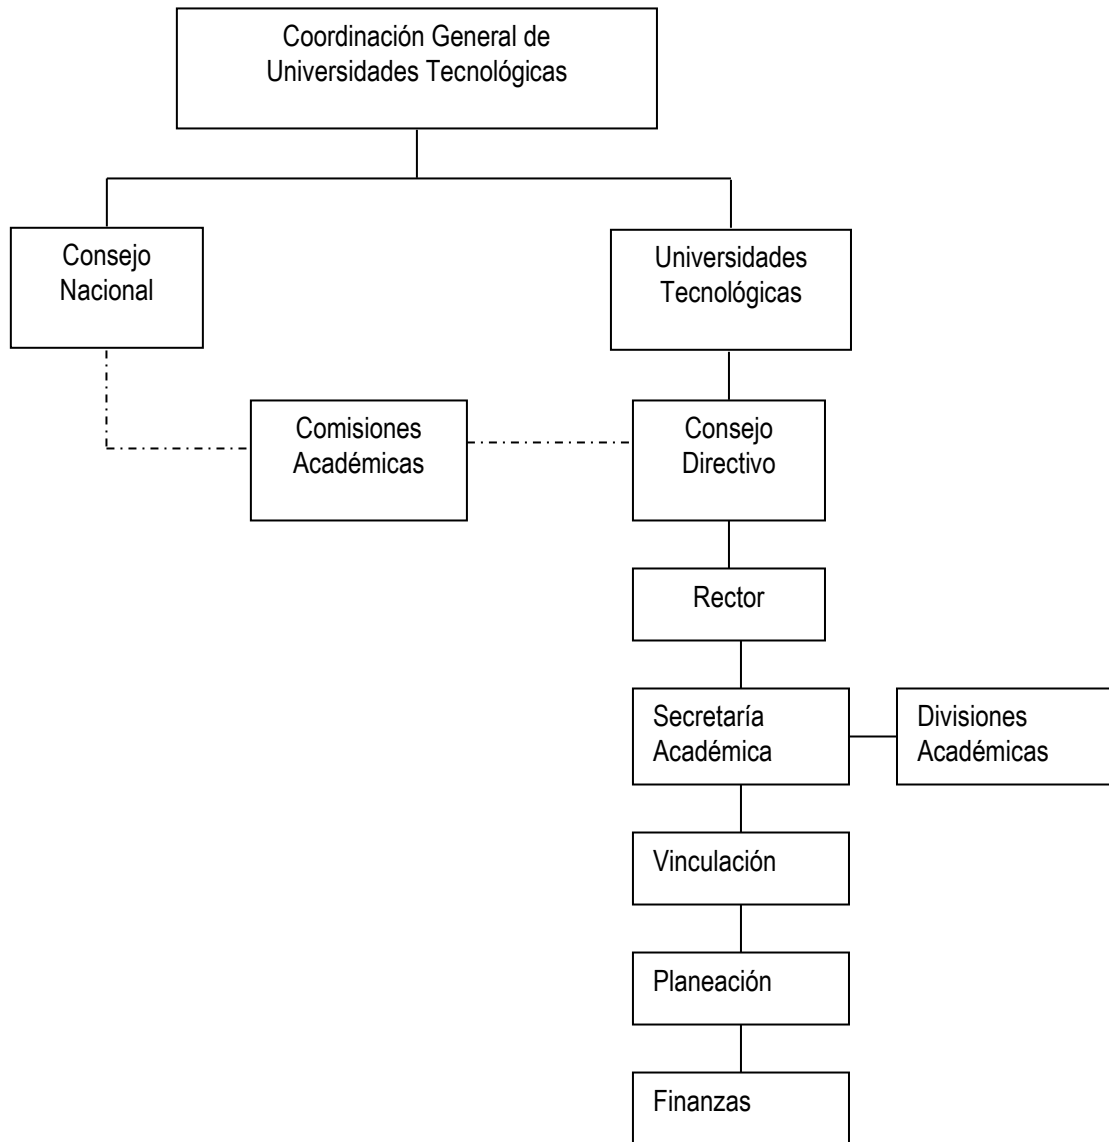 Coordinación General de
Universidades Tecnológicas
Consejo
Nacional
Universidades
Tecnológicas
Comisiones
Académicas
Consejo
Directivo
Rector
Secretaría
Académica
Divisiones
Académicas
Vinculación
Planeación
Finanzas